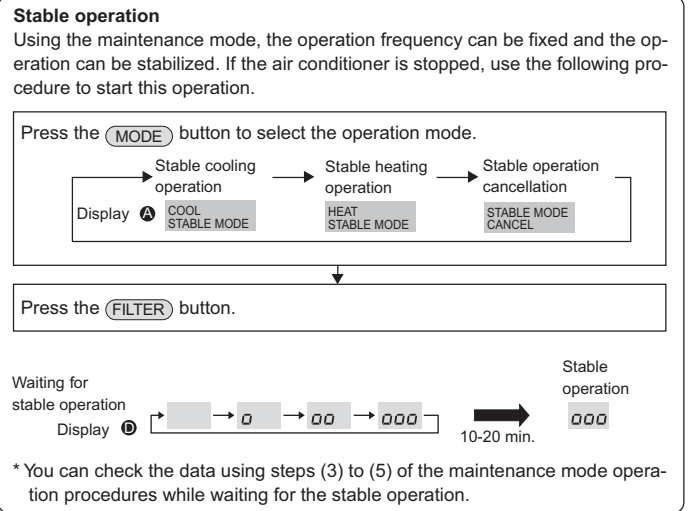 Stable operation
Using the maintenance mode, the operation frequency can be fixed and the op-
eration can be stabilized. If the air conditioner is stopped, use the following pro-
cedure to start this operation.
Press the MODE button to select the operation mode.
Stable cooling
operation
Stable heating
operation
Stable operation
cancellation
Display A
COOL
STABLE MODE
HEAT
STABLE MODE
STABLE MODE
CANCEL
Press the FILTER button.
Waiting for
stable operation
Display D
o
oo
ooo
10-20 min.
Stable
operation
ooo
* You can check the data using steps (3) to (5) of the maintenance mode opera-
tion procedures while waiting for the stable operation.